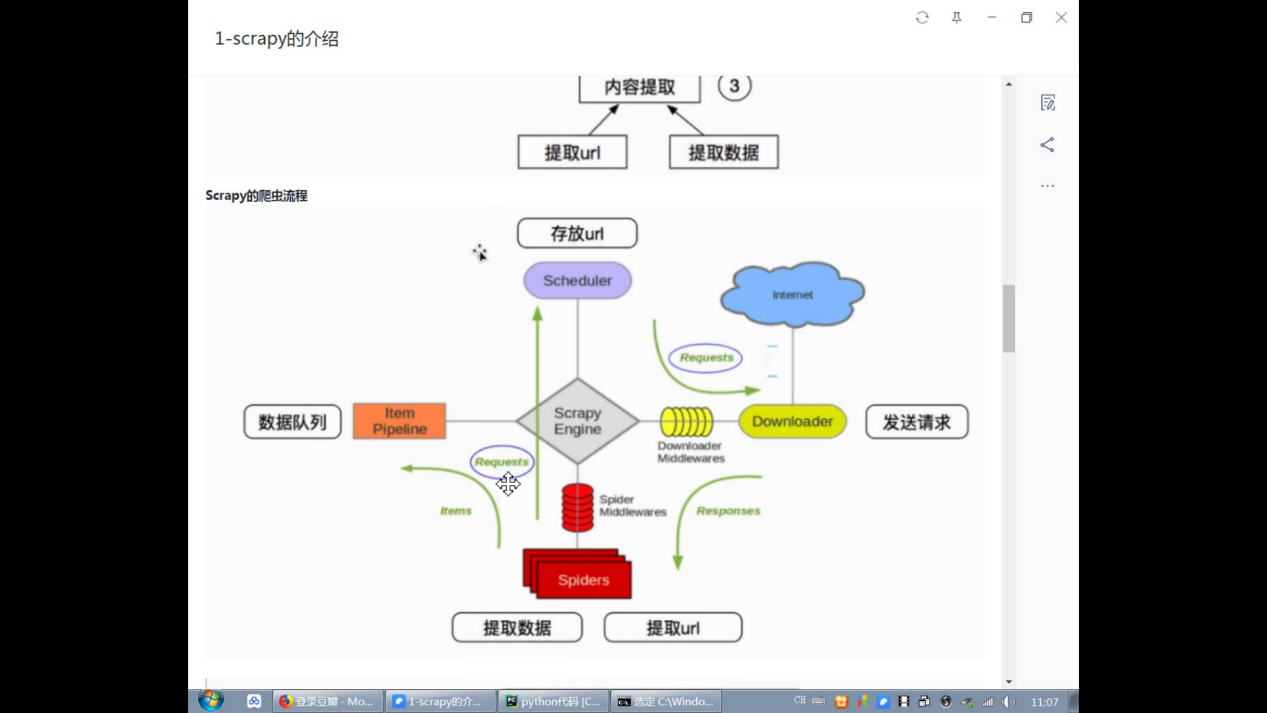 1-scrapy的介绍
内容提取
3
提取url
提取数据
Scrapy的爬虫流程
存放url
Scheduler
Internet
Requests
数据队列
Item
Pipeline
Scrapy
Engine
Downloader
发送请求
Downloader
Middlewares
Requests
Items
Spider
Middlewares
Responses
Spiders
提取数据
提取url
登录豆瓣 - Mo...
1-scrapy的介...
python代码 [C...
选定 C:\Windo...
CH
11:07